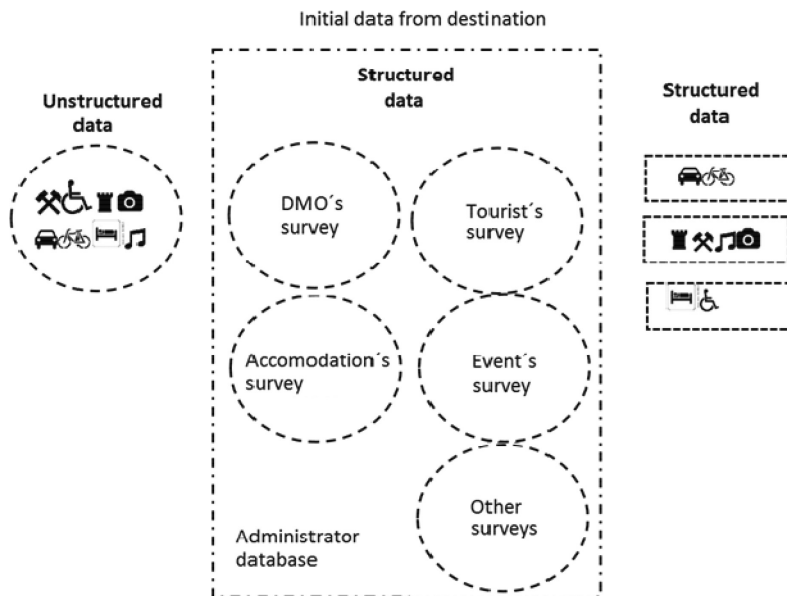 Initial data from destination
Unstructured
data
Structured
data
DMO´s
survey
Tourist´s
survey
Accomodation´s
survey
Event´s
survey
Other
surveys
Administrator
database
Structured
data